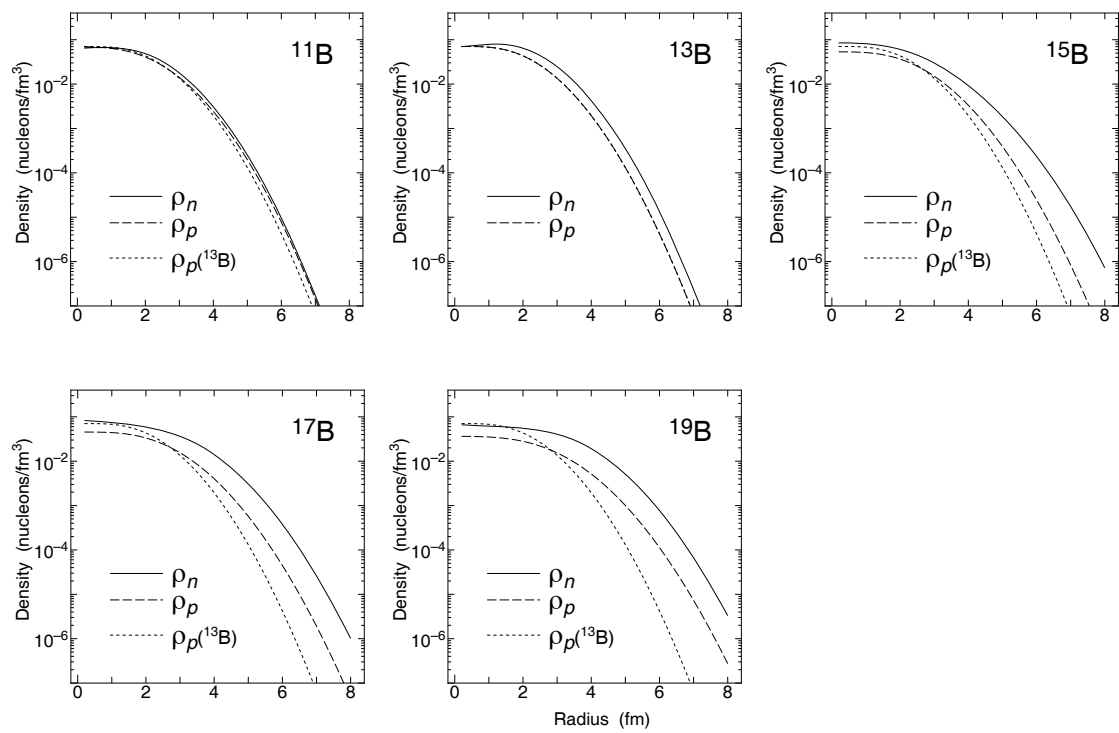 ¹¹B
Density (nucleons/fm³)
10⁻²
10⁻⁴
10⁻⁶
ρn
ρp
ρp(¹³B)
0 2 4 6 8
¹³B
Density (nucleons/fm³)
10⁻²
10⁻⁴
10⁻⁶
ρn
ρp
0 2 4 6 8
¹⁵B
Density (nucleons/fm³)
10⁻²
10⁻⁴
10⁻⁶
ρn
ρp
ρp(¹³B)
0 2 4 6 8
¹⁷B
Density (nucleons/fm³)
10⁻²
10⁻⁴
10⁻⁶
ρn
ρp
ρp(¹³B)
0 2 4 6 8
¹⁹B
Density (nucleons/fm³)
10⁻²
10⁻⁴
10⁻⁶
ρn
ρp
ρp(¹³B)
0 2 4 6 8
Radius (fm)